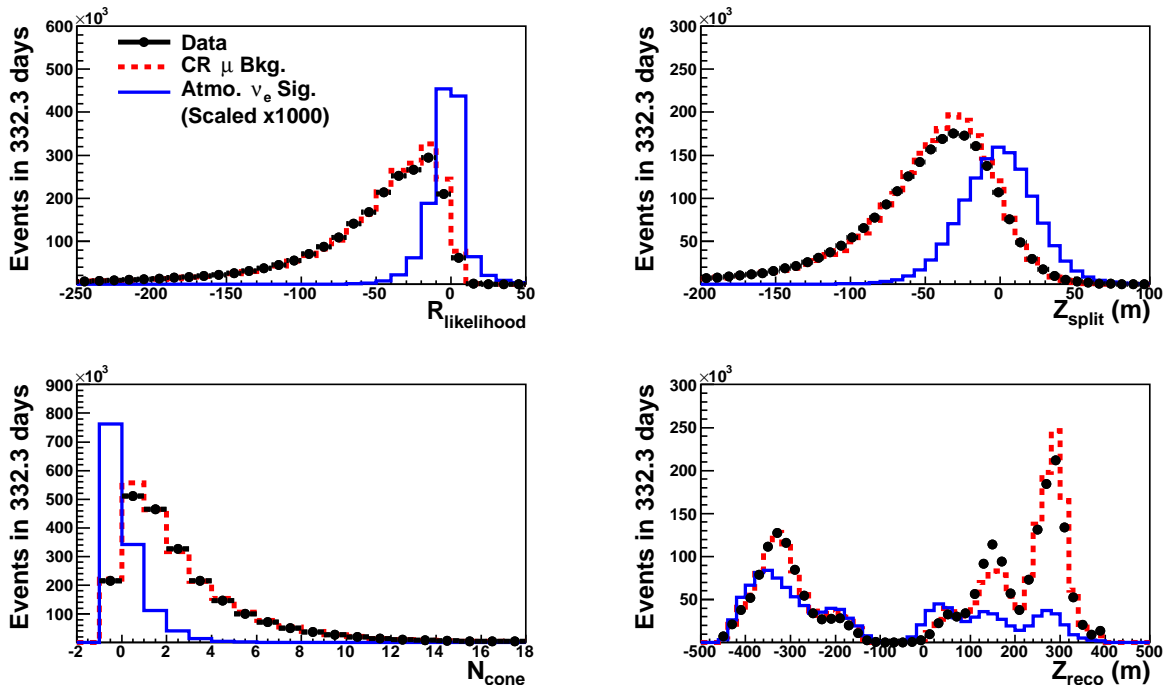 ×10³
600
500
400
300
200
100
Events in 332.3 days
Data
CR μ Bkg.
Atmo. νₑ Sig.
(Scaled x1000)
-250 -200 -150 -100 -50 0 50
R_likelihood
×10³
300
250
200
150
100
50
Events in 332.3 days
-200 -150 -100 -50 0 50 100
Z_split (m)
×10³
900
800
700
600
500
400
300
200
100
0
Events in 332.3 days
-2 0 2 4 6 8 10 12 14 16 18
N_cone
×10³
300
250
200
150
100
50
Events in 332.3 days
-500 -400 -300 -200 -100 0 100 200 300 400 500
Z_reco (m)